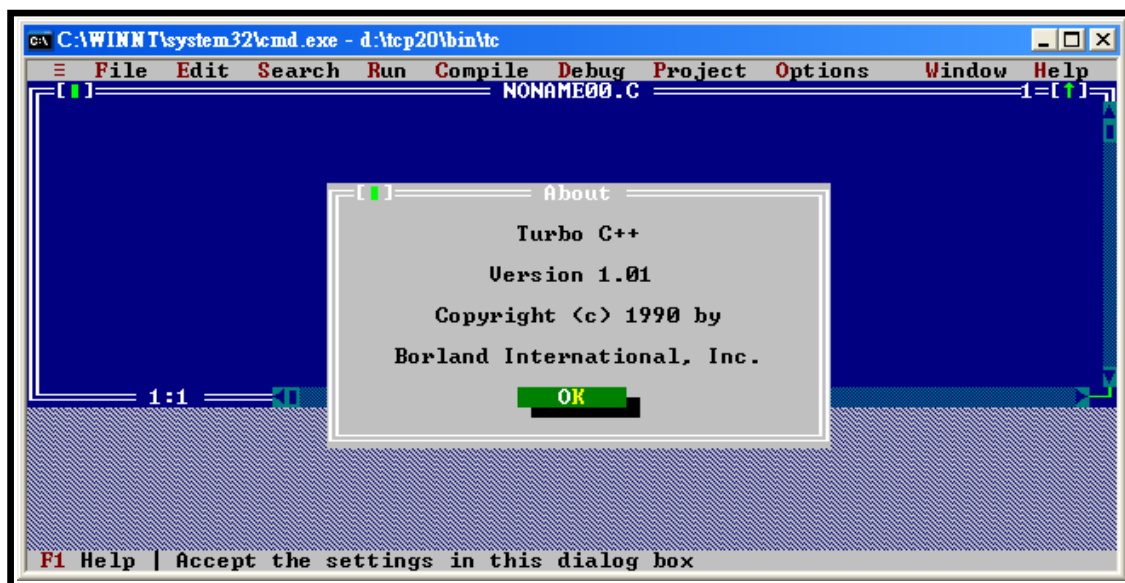 C:\WINNT\system32\cmd.exe - d:\tcp20\bin\tc
≡ File Edit Search Run Compile Debug Project Options Window Help
[■] NONAME00.C 1=[↑]
[■] About
Turbo C++
Version 1.01
Copyright (c) 1990 by
Borland International, Inc.
OK
1:1
F1 Help | Accept the settings in this dialog box